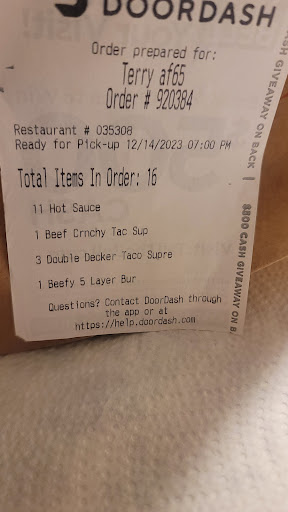 DOORDASH
Order prepared for:
Terry af65
Order # 920384
Restaurant # 035308
Ready for Pick-up 12/14/2023 07:00 PM
Total Items In Order: 16
11 Hot Sauce
1 Beef Crnchy Tac Sup
3 Double Decker Taco Supre
1 Beefy 5 Layer Bur
Questions? Contact DoorDash through
the app or at
https://help.doordash.com
CASH GIVEAWAY ON BACK |
$800 CASH GIVEAWAY ON B